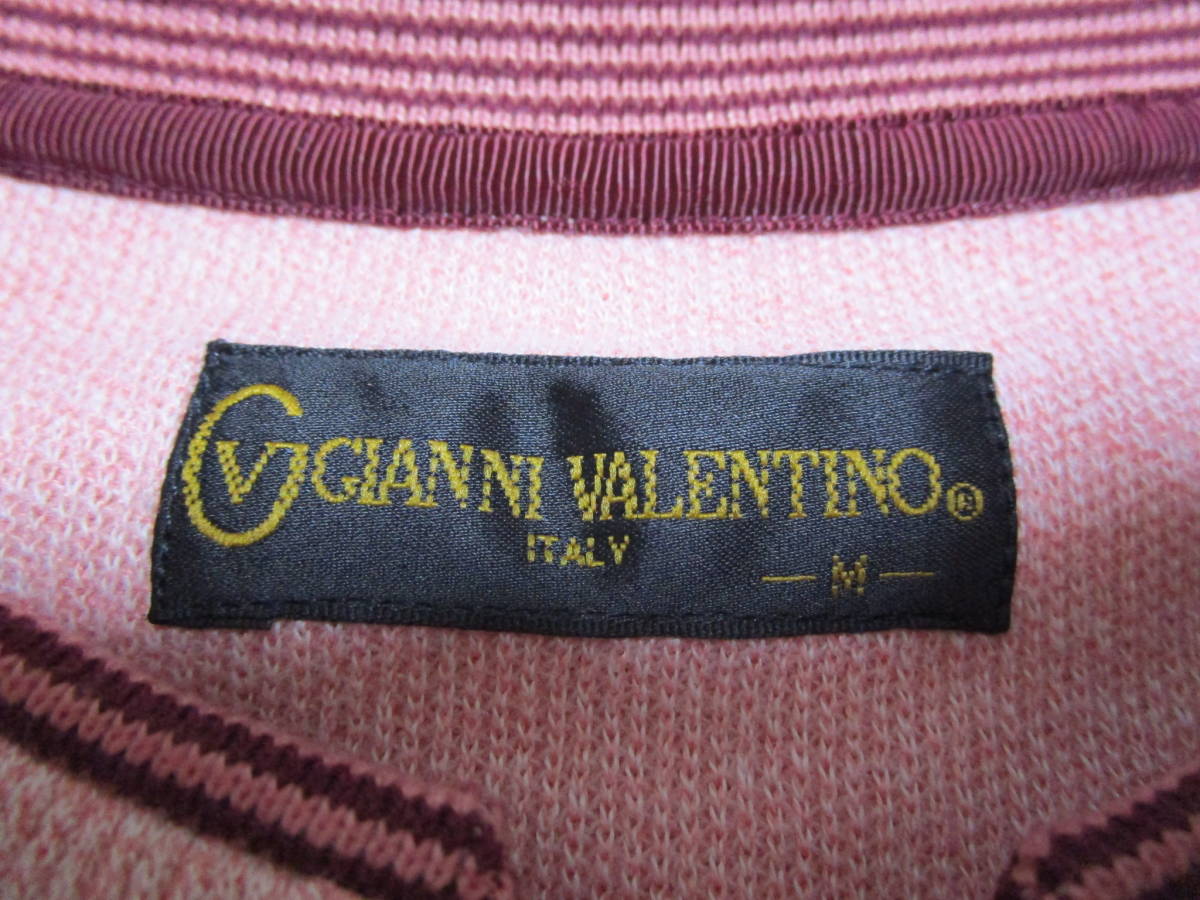 GV GIANNI VALENTINO®
ITALY
— M —